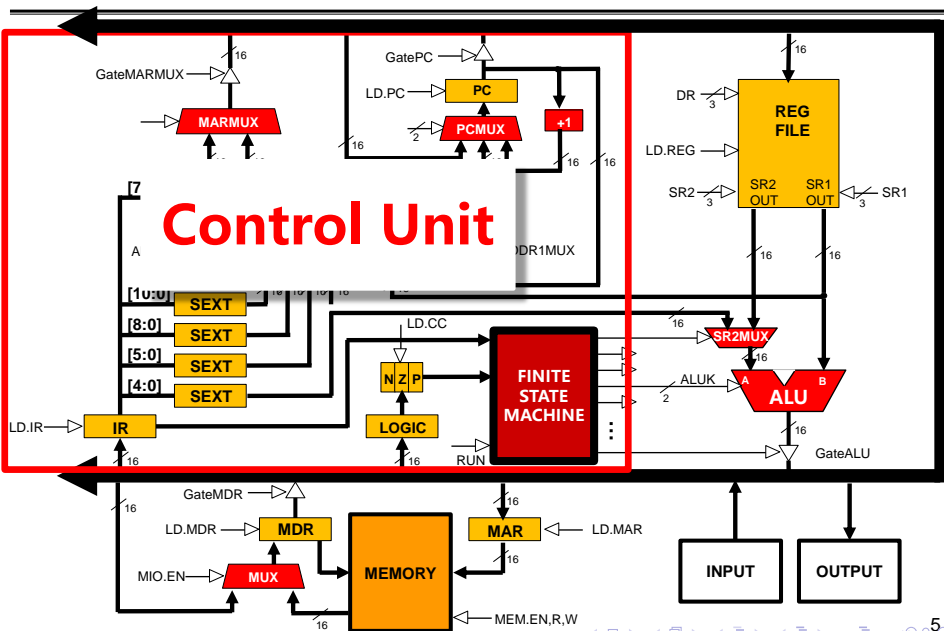 16
GateMARMUX
MARMUX
16
GatePC
LD.PC
PC
2
PCMUX
+1
16
16
16
16
DR
3
LD.REG
REG
FILE
SR2
3
SR2
OUT
SR1
OUT
3
SR1
[7
A
Control Unit
DDR1MUX
16
16
[10:0]
SEXT
[8:0]
SEXT
[5:0]
SEXT
[4:0]
SEXT
16
LD.CC
SR2MUX
16
N Z P
FINITE
STATE
MACHINE
ALUK
2
A
B
ALU
LD.IR
IR
LOGIC
16
16
RUN
16
GateALU
16
GateMDR
LD.MDR
MDR
16
MAR
LD.MAR
16
MIO.EN
MUX
MEMORY
INPUT
OUTPUT
16
MEM.EN,R,W
5